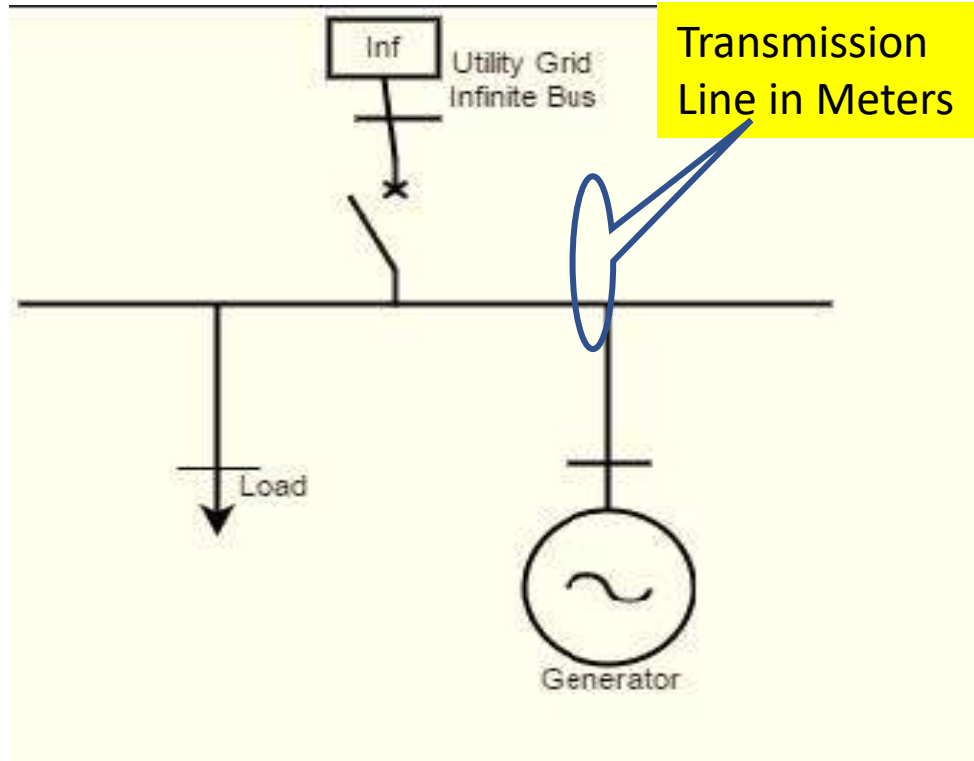 Inf
Utility Grid
Infinite Bus
Transmission
Line in Meters
Load
Generator